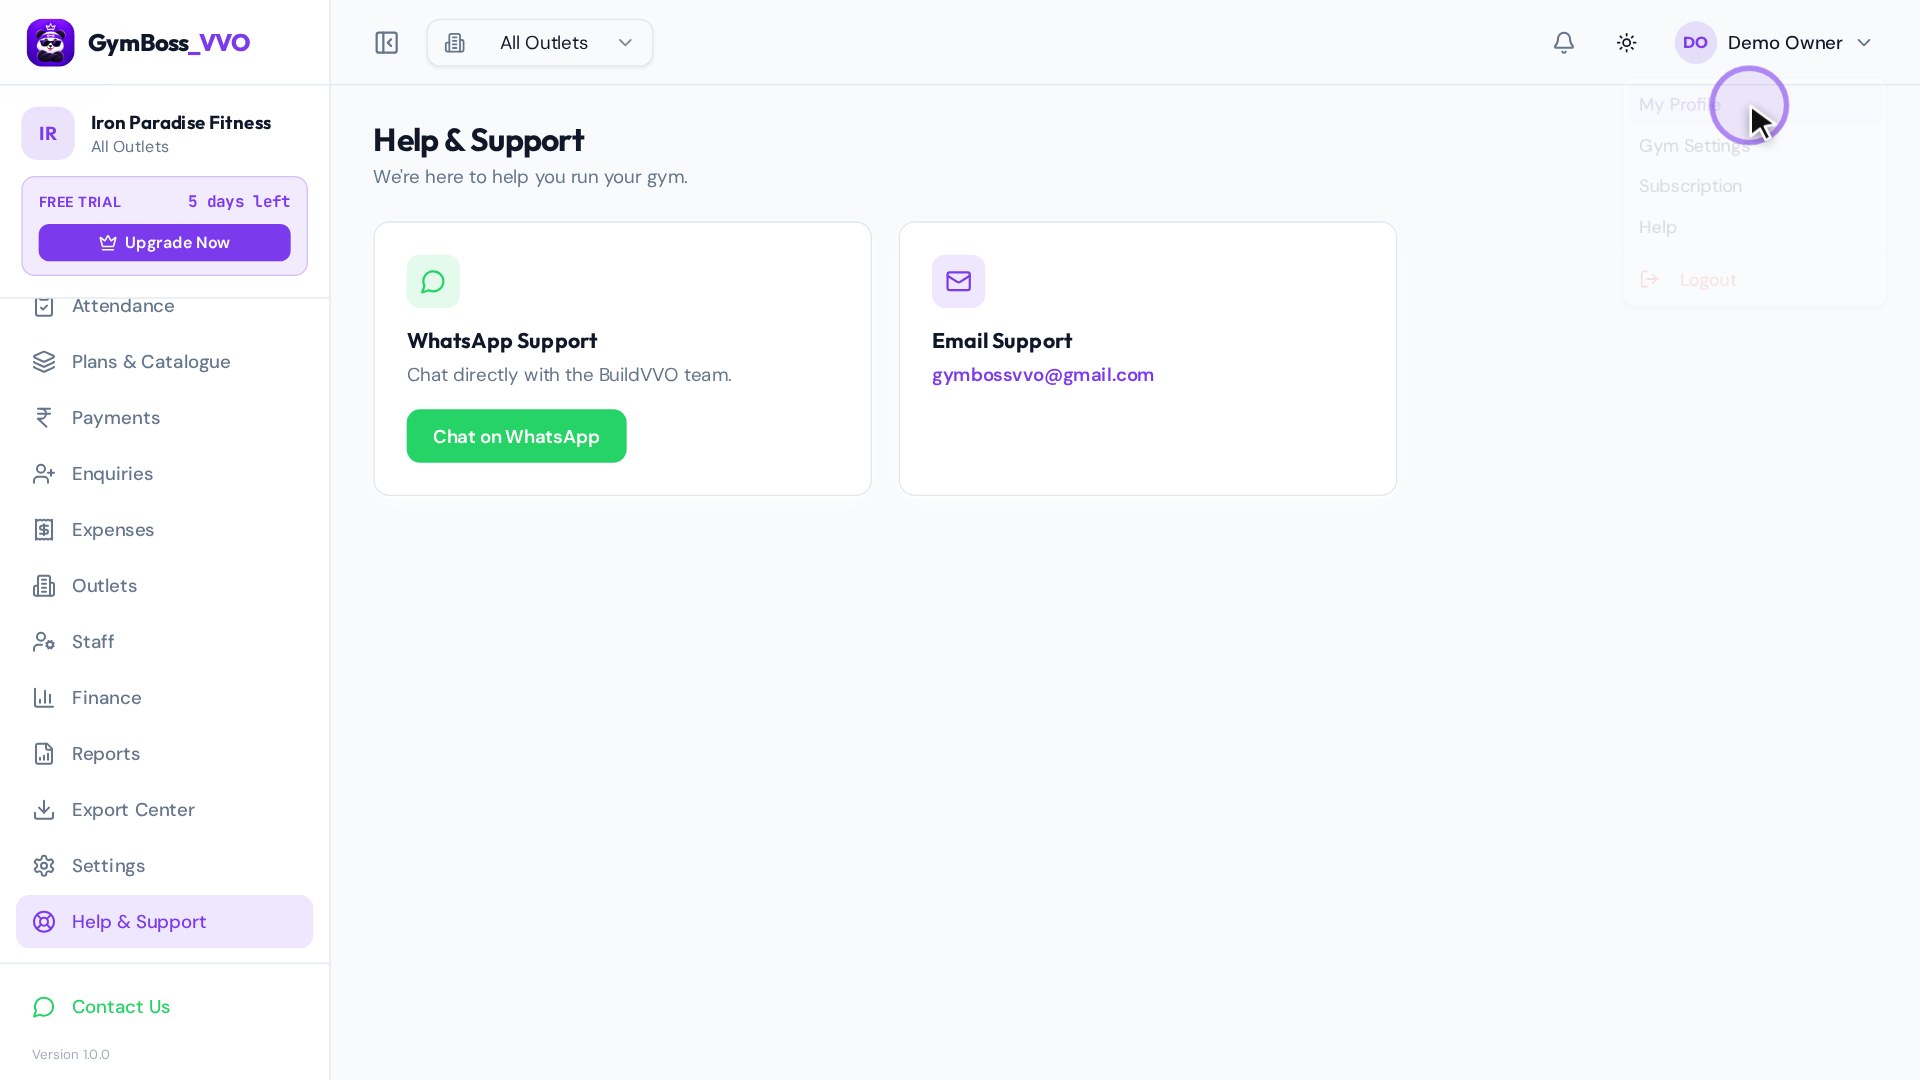 GymBoss_VVO
All Outlets
DO Demo Owner
IR
Iron Paradise Fitness
All Outlets
FREE TRIAL 5 days left
Upgrade Now
Attendance
Plans & Catalogue
Payments
Enquiries
Expenses
Outlets
Staff
Finance
Reports
Export Center
Settings
Help & Support
Contact Us
Version 1.0.0
Help & Support
We're here to help you run your gym.
WhatsApp Support
Chat directly with the BuildVVO team.
Chat on WhatsApp
Email Support
gymbossvvo@gmail.com
My Profile
Gym Settings
Subscription
Help
Logout